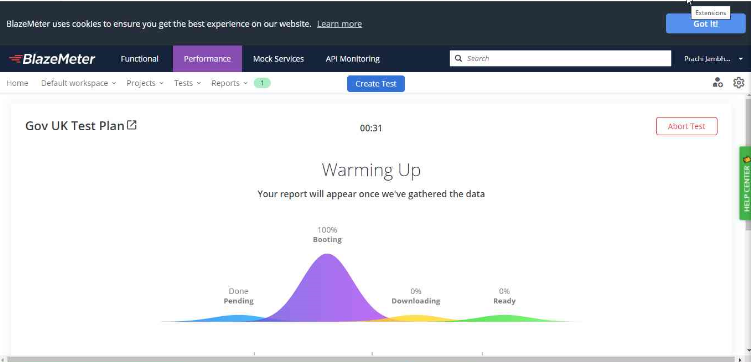 Extensions
BlazeMeter uses cookies to ensure you get the best experience on our website. Learn more
Got It!
BlazeMeter
Functional
Performance
Mock Services
API Monitoring
Search
Prachi Jambh...
Home
Default workspace
Projects
Tests
Reports
1
Create Test
Gov UK Test Plan
00:31
Abort Test
Warming Up
Your report will appear once we've gathered the data
100%
Booting
Done
Pending
0%
Downloading
0%
Ready
HELP CENTER